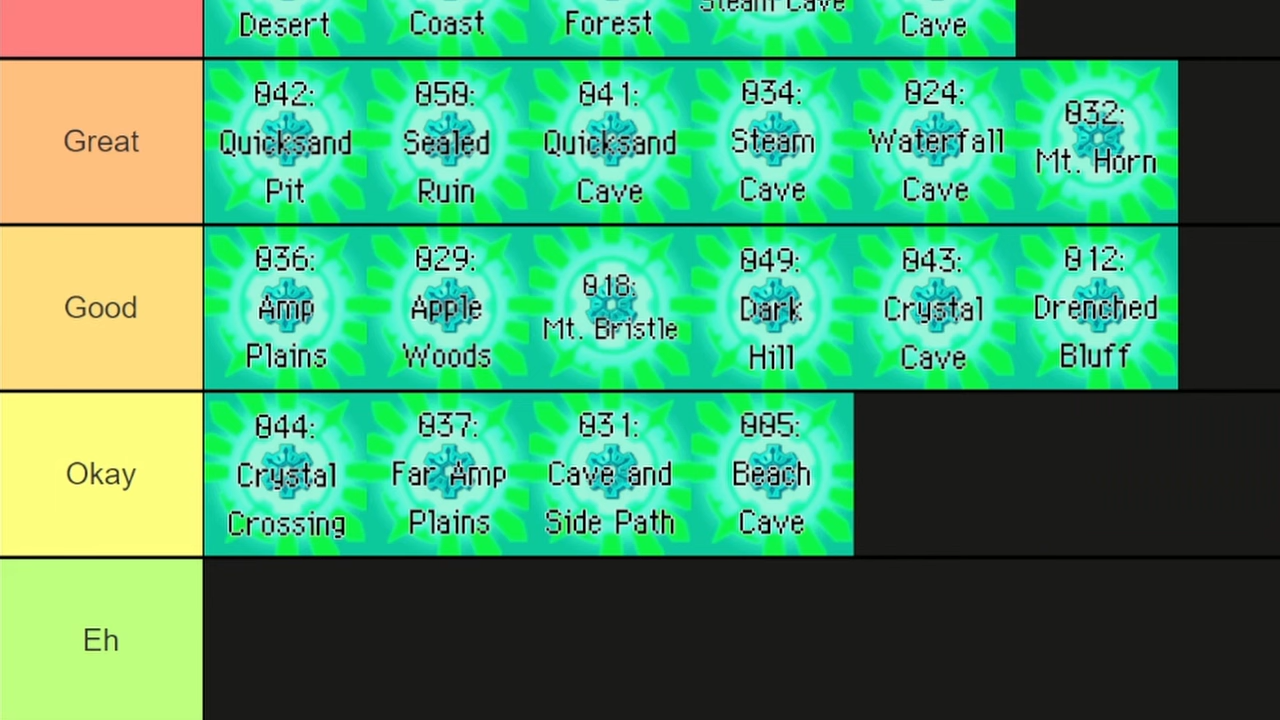 Desert
Coast
Forest
Steam Cave
Cave
Great
042:
Quicksand
Pit
050:
Sealed
Ruin
041:
Quicksand
Cave
034:
Steam
Cave
024:
Waterfall
Cave
032:
Mt. Horn
Good
036:
Amp
Plains
029:
Apple
Woods
018:
Mt. Bristle
049:
Dark
Hill
043:
Crystal
Cave
012:
Drenched
Bluff
Okay
044:
Crystal
Crossing
037:
Far Amp
Plains
031:
Cave and
Side Path
005:
Beach
Cave
Eh